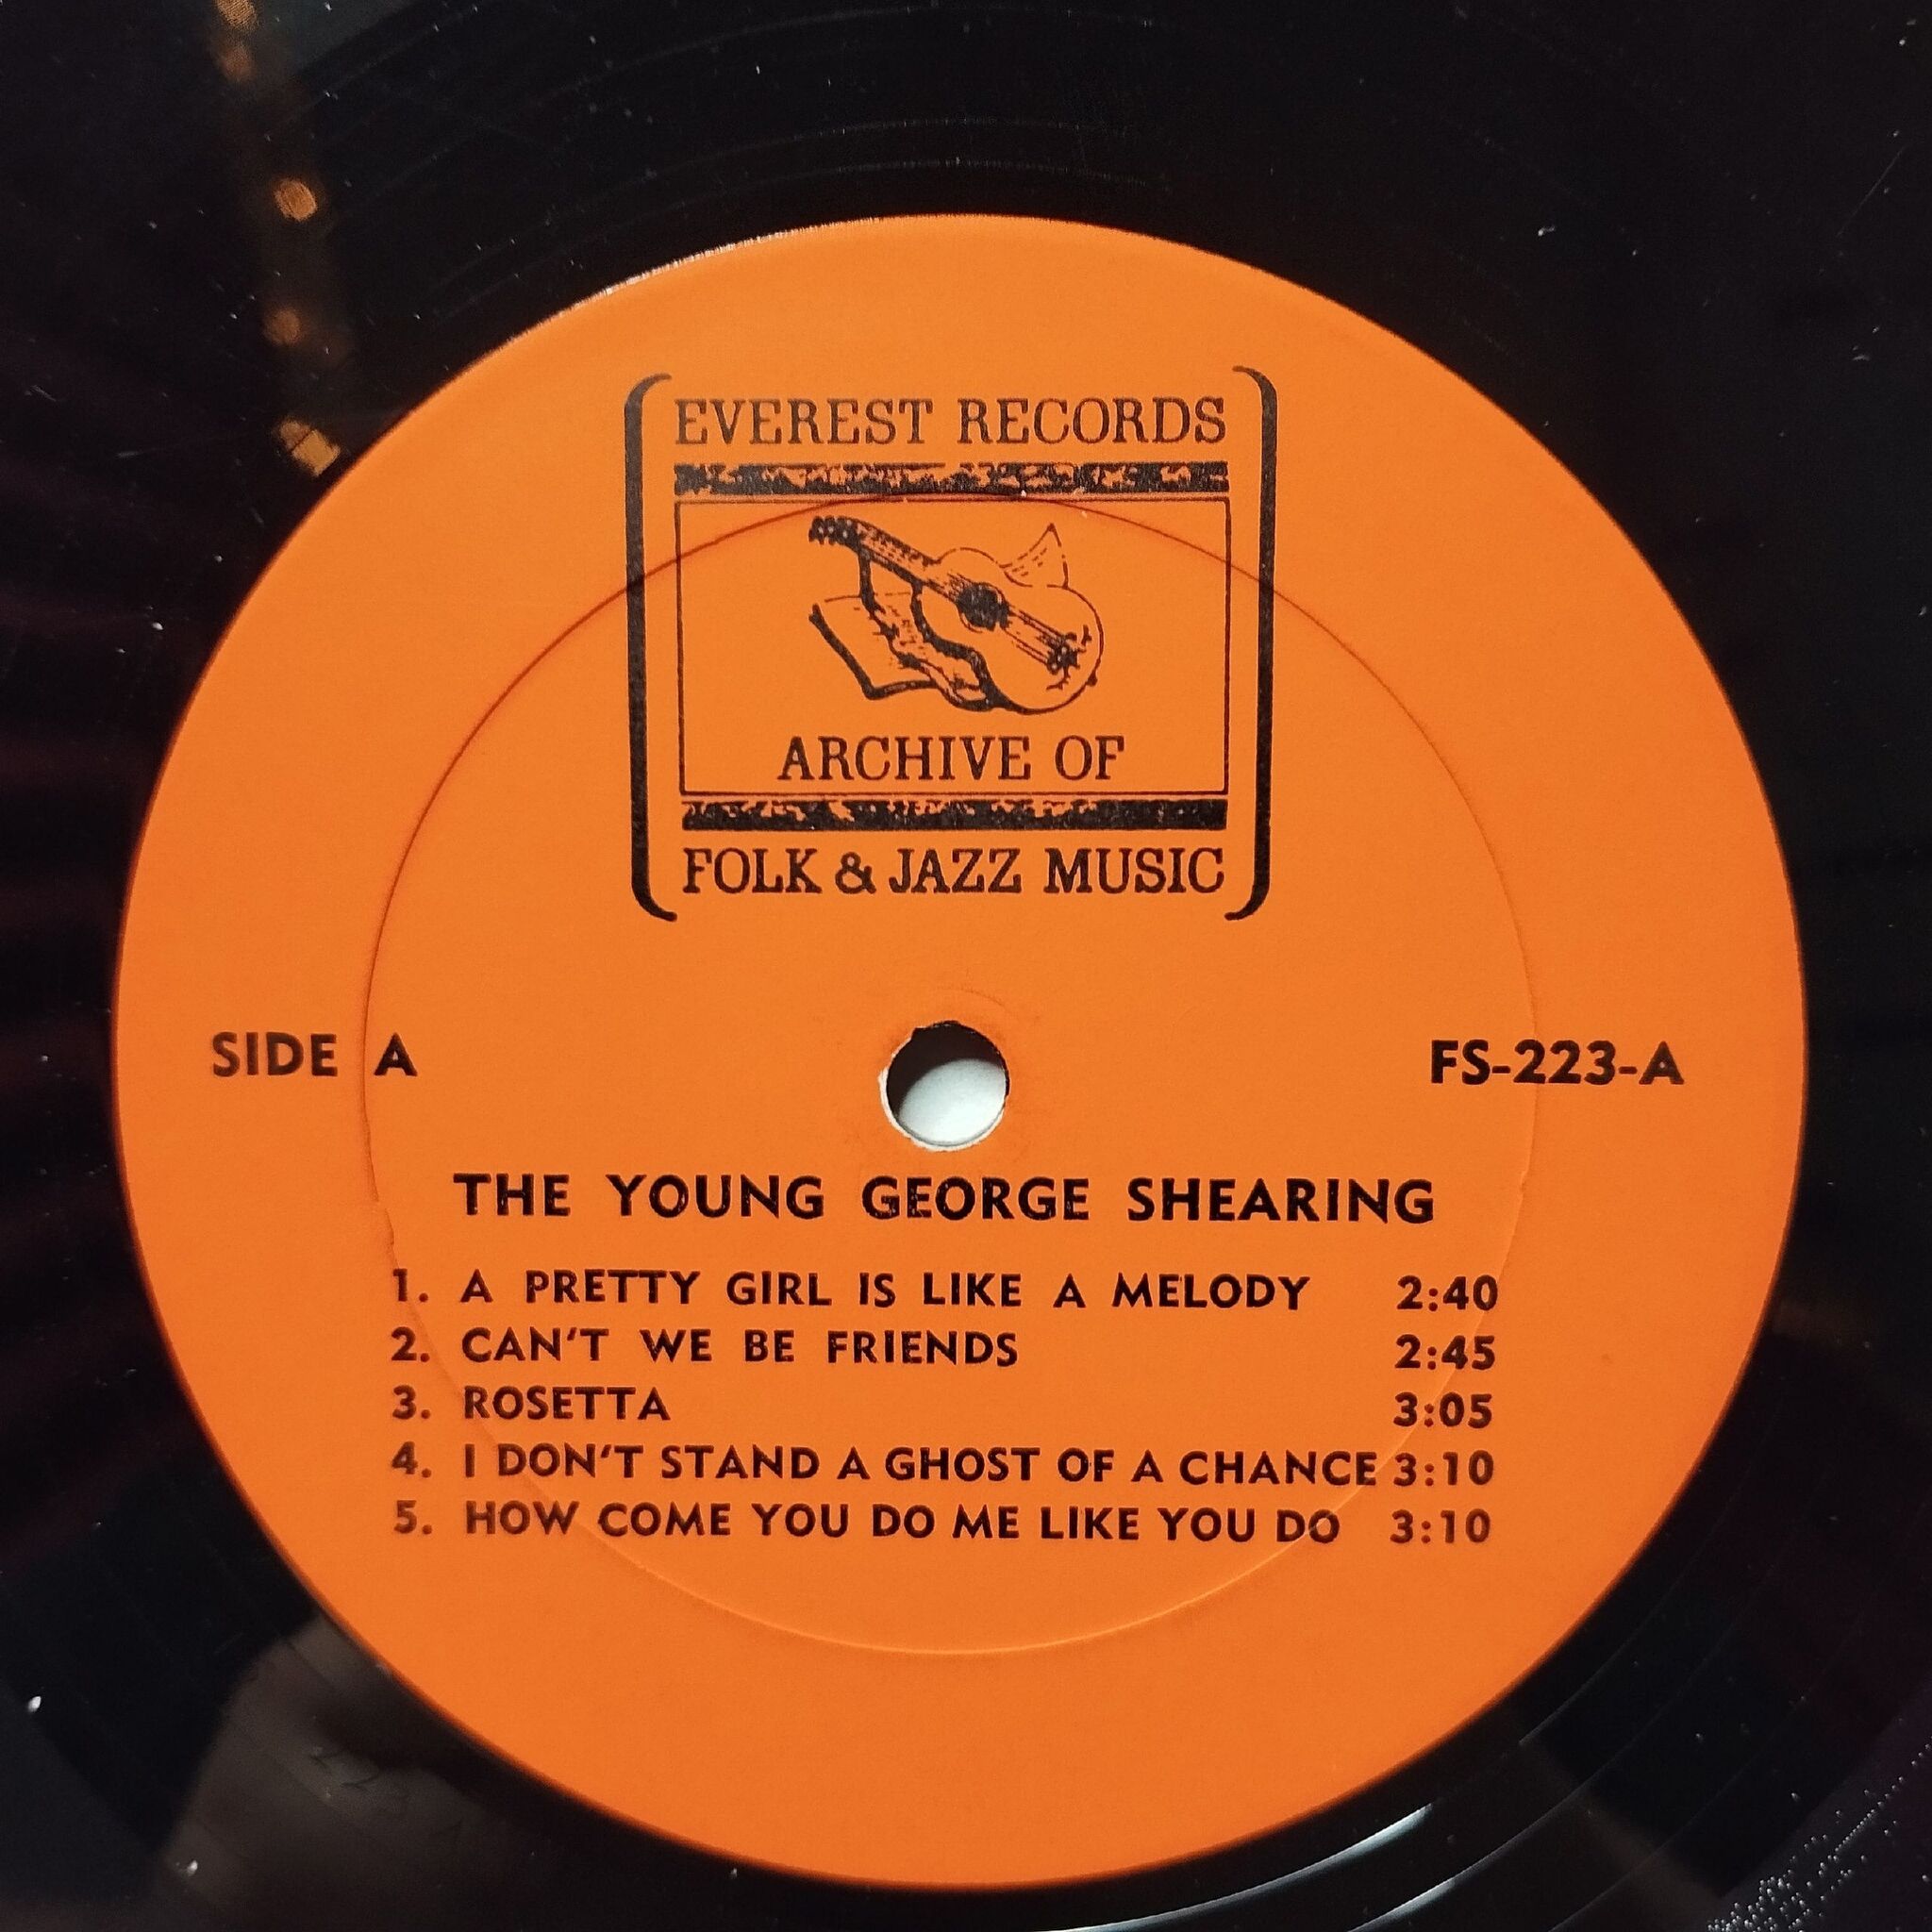 EVEREST RECORDS
ARCHIVE OF
FOLK & JAZZ MUSIC
SIDE A
FS-223-A
THE YOUNG GEORGE SHEARING
1. A PRETTY GIRL IS LIKE A MELODY 2:40
2. CAN'T WE BE FRIENDS 2:45
3. ROSETTA 3:05
4. I DON'T STAND A GHOST OF A CHANCE 3:10
5. HOW COME YOU DO ME LIKE YOU DO 3:10